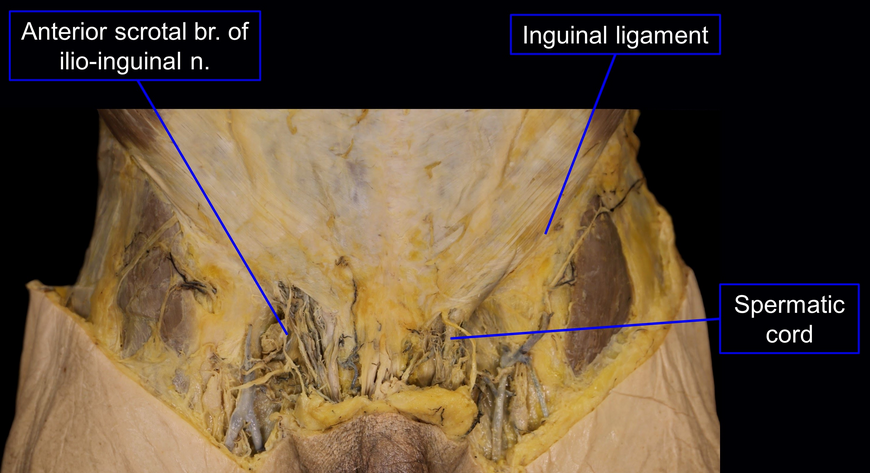 Anterior scrotal br. of
ilio-inguinal n.
Inguinal ligament
Spermatic
cord